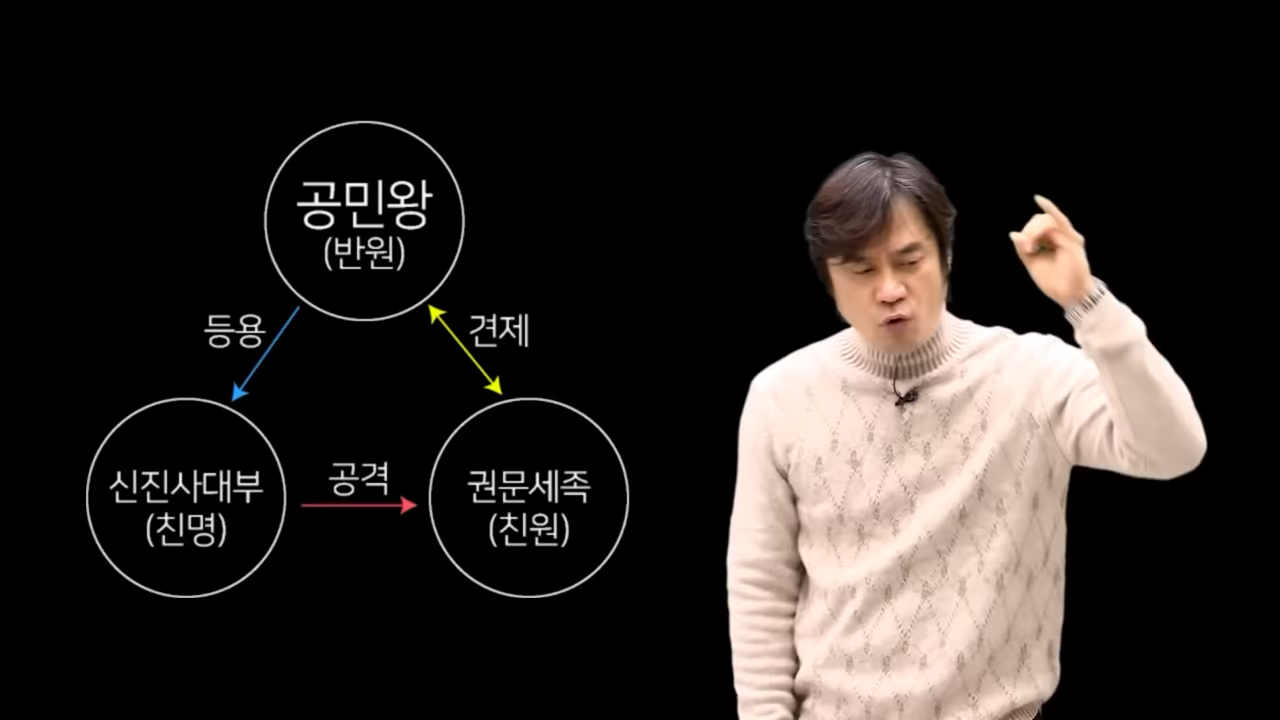 공민왕
(반원)
등용
견제
신진사대부
(친명)
공격
권문세족
(친원)